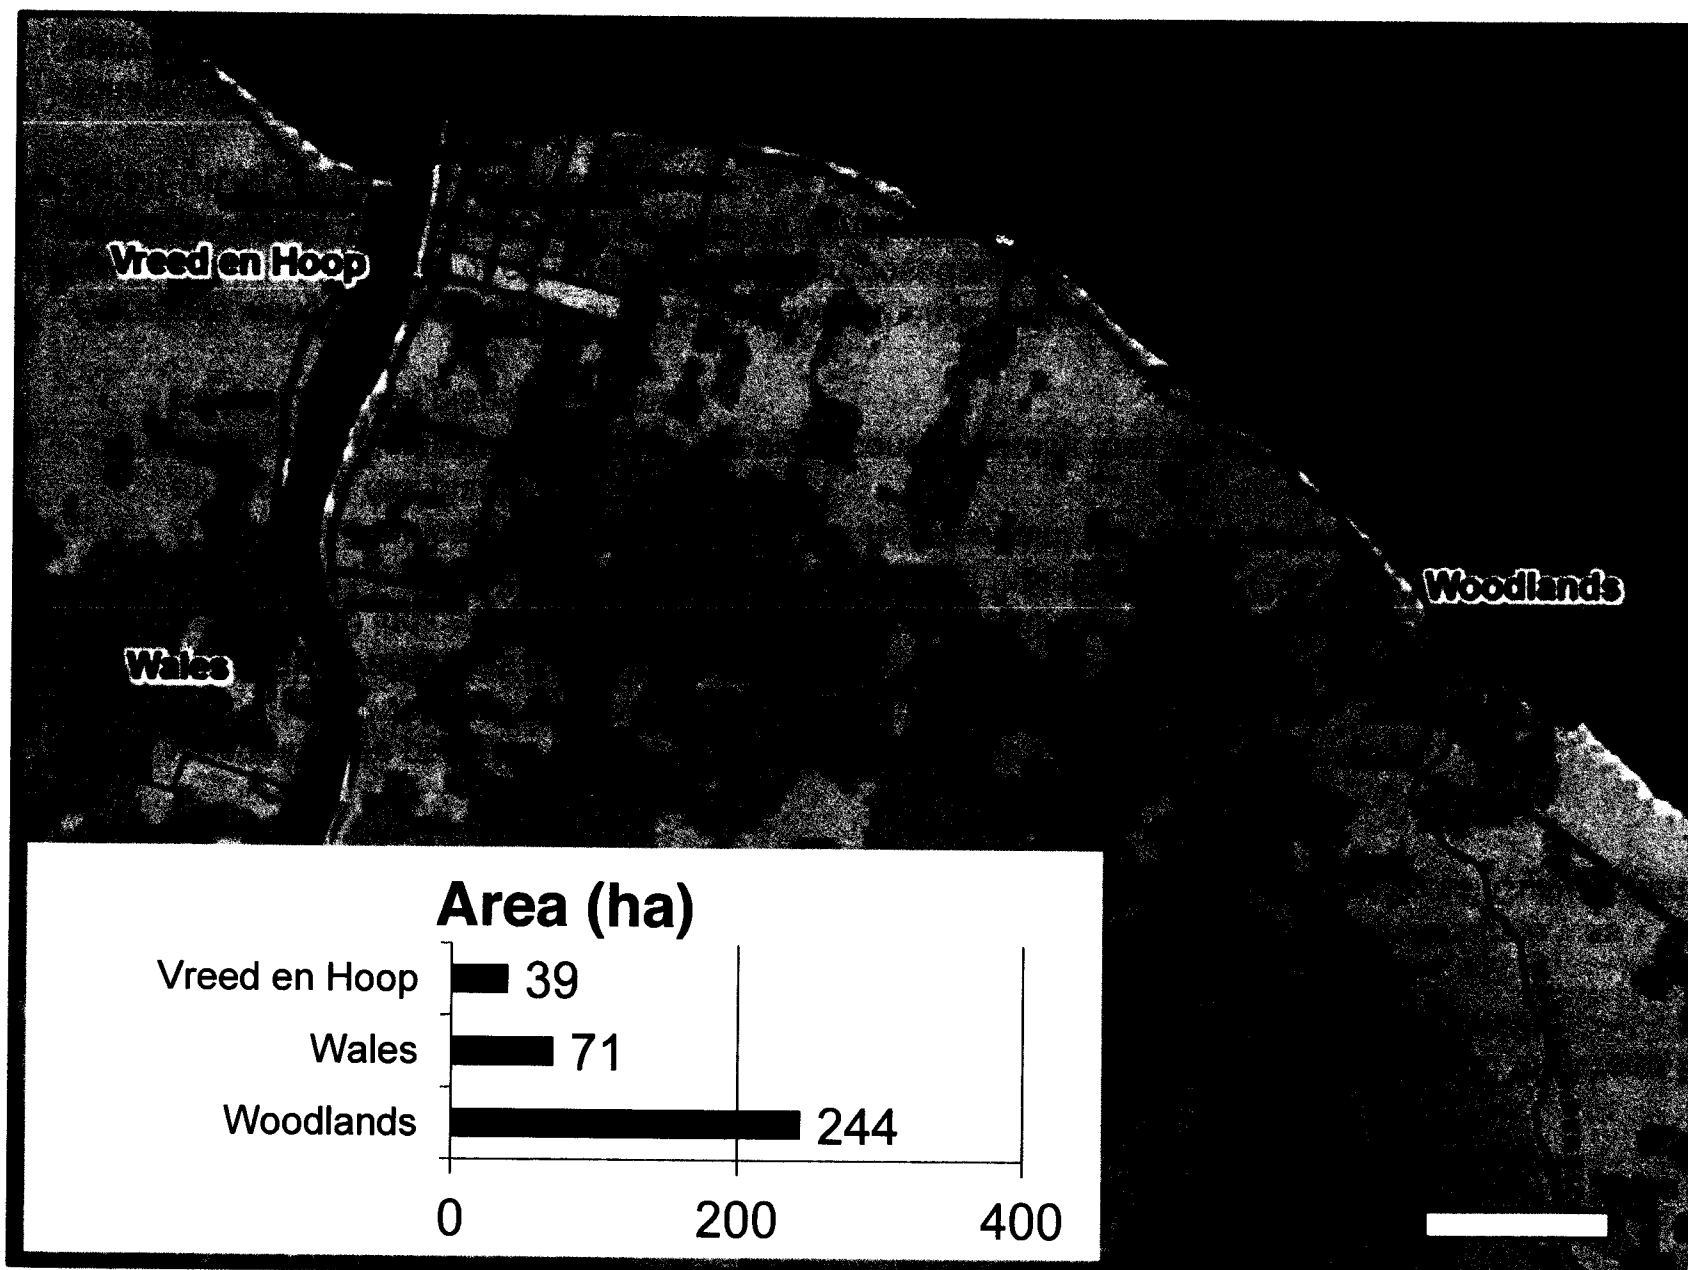 Vreed en Hoop
Woodlands
Wales
Area (ha)
Vreed en Hoop 39
Wales 71
Woodlands 244
0 200 400